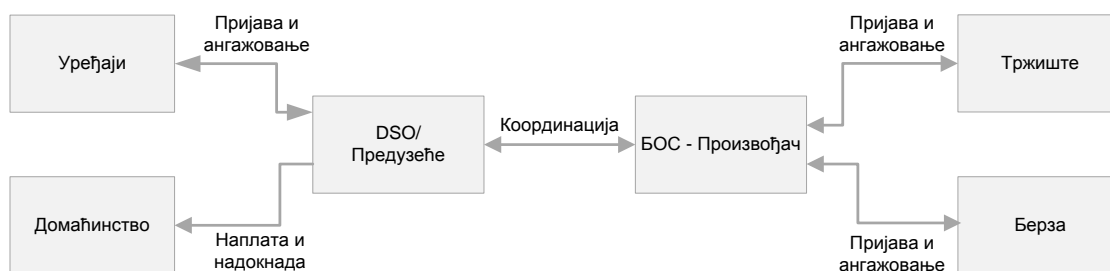 Пријава и
ангажовање
Уређаји
DSO/
Предузеће
Координација
БОС - Произвођач
Пријава и
ангажовање
Тржиште
Домаћинство
Наплата и
надокнада
Пријава и
ангажовање
Берза